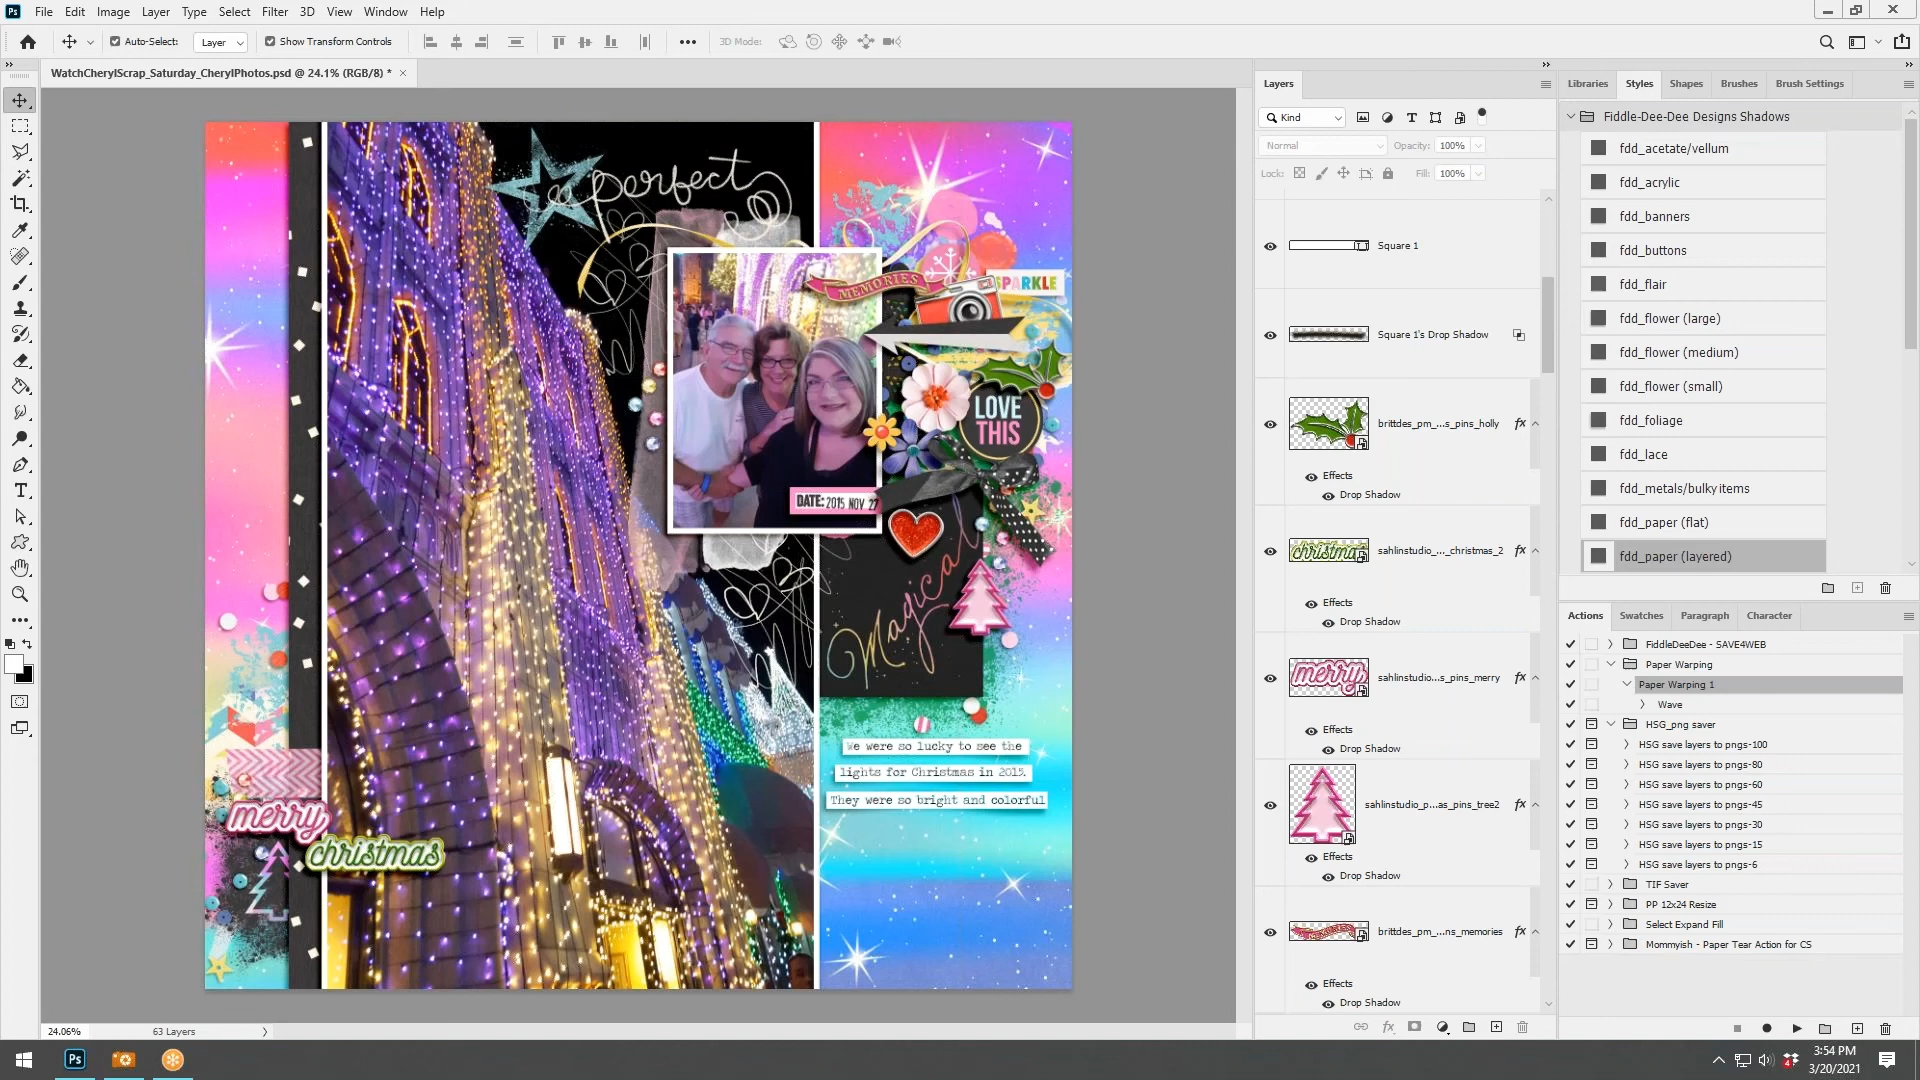 File Edit Image Layer Type Select Filter 3D View Window Help
Auto-Select: Layer Show Transform Controls 3D Mode:
WatchCherylScrap_Saturday_CherylPhotos.psd @ 24.1% (RGB/8) * ×
perfect
MEMORIES
SPARKLE
LOVE
THIS
DATE: 2015 NOV 27
Magical
We were so lucky to see the
lights for Christmas in 2015.
They were so bright and colorful
merry
christmas
24.06% 63 Layers
Layers
Kind
Normal Opacity: 100%
Lock: Fill: 100%
Square 1
Square 1's Drop Shadow
brittdes_pm_...s_pins_holly fx
Effects
Drop Shadow
christmas
sahlinstudio_..._christmas_2 fx
Effects
Drop Shadow
merry
sahlinstudio...s_pins_merry fx
Effects
Drop Shadow
sahlinstudio_p...as_pins_tree2 fx
Effects
Drop Shadow
brittdes_pm_...ns_memories fx
Effects
Drop Shadow
fx
Libraries Styles Shapes Brushes Brush Settings
Fiddle-Dee-Dee Designs Shadows
fdd_acetate/vellum
fdd_acrylic
fdd_banners
fdd_buttons
fdd_flair
fdd_flower (large)
fdd_flower (medium)
fdd_flower (small)
fdd_foliage
fdd_lace
fdd_metals/bulky items
fdd_paper (flat)
fdd_paper (layered)
Actions Swatches Paragraph Character
FiddleDeeDee - SAVE4WEB
Paper Warping
Paper Warping 1
Wave
HSG_png saver
HSG save layers to pngs-100
HSG save layers to pngs-80
HSG save layers to pngs-60
HSG save layers to pngs-45
HSG save layers to pngs-30
HSG save layers to pngs-15
HSG save layers to pngs-6
TIF Saver
PP 12x24 Resize
Select Expand Fill
Mommyish - Paper Tear Action for CS
Ps
3:54 PM
3/20/2021